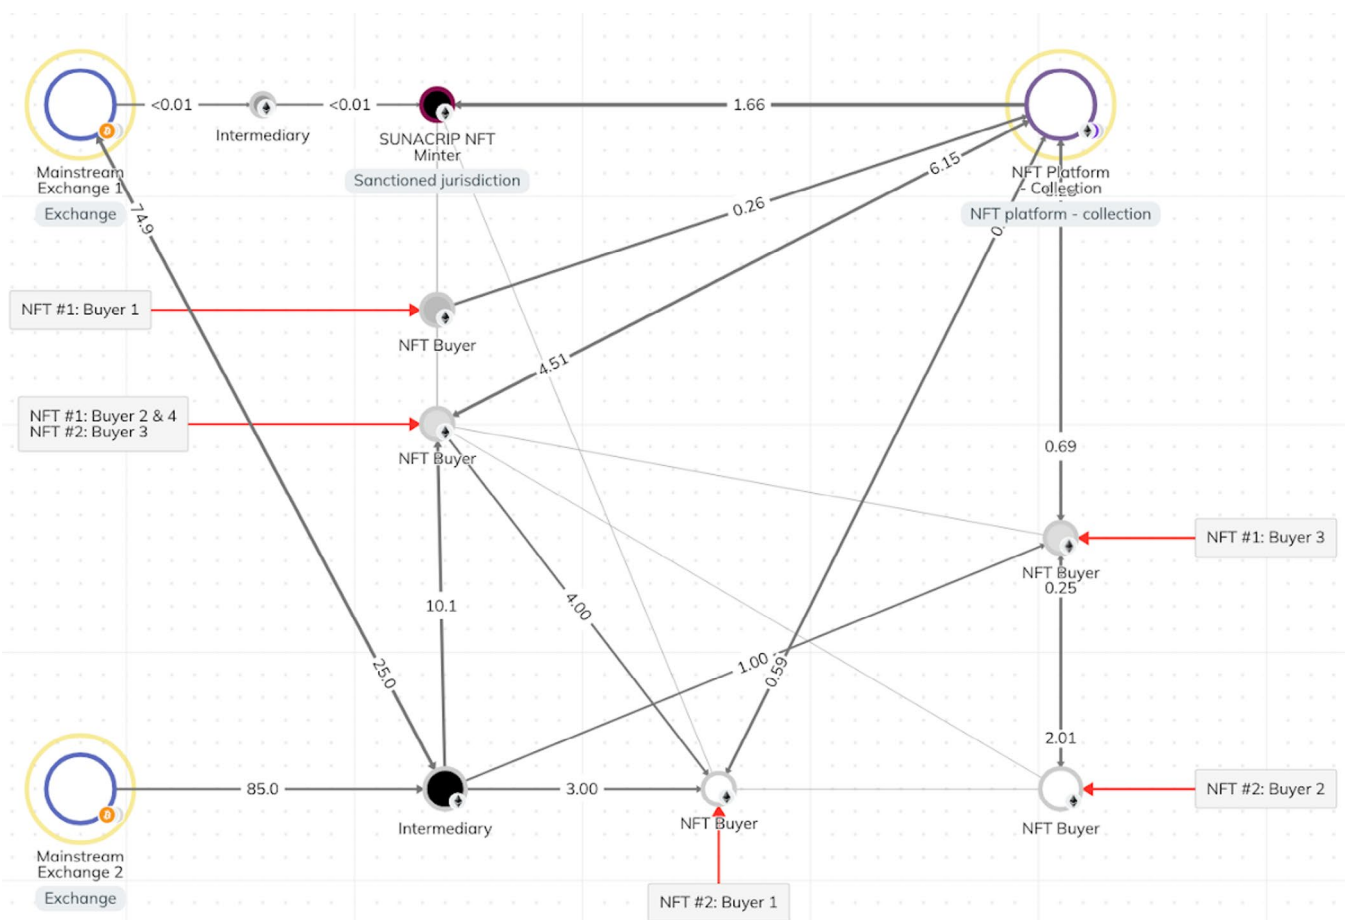 <0.01
<0.01
1.66
Intermediary
SUNACRIP NFT
Minter
Sanctioned jurisdiction
Mainstream
Exchange 1
Exchange
NFT Platform
- Collection
NFT platform - collection
74.9
0.26
6.15
NFT #1: Buyer 1
NFT Buyer
4.51
NFT #1: Buyer 2 & 4
NFT #2: Buyer 3
NFT Buyer
0.69
NFT #1: Buyer 3
NFT Buyer
0.25
10.1
4.00
1.00
0.59
25.0
2.01
85.0
3.00
NFT #2: Buyer 2
Intermediary
NFT Buyer
NFT Buyer
Mainstream
Exchange 2
Exchange
NFT #2: Buyer 1